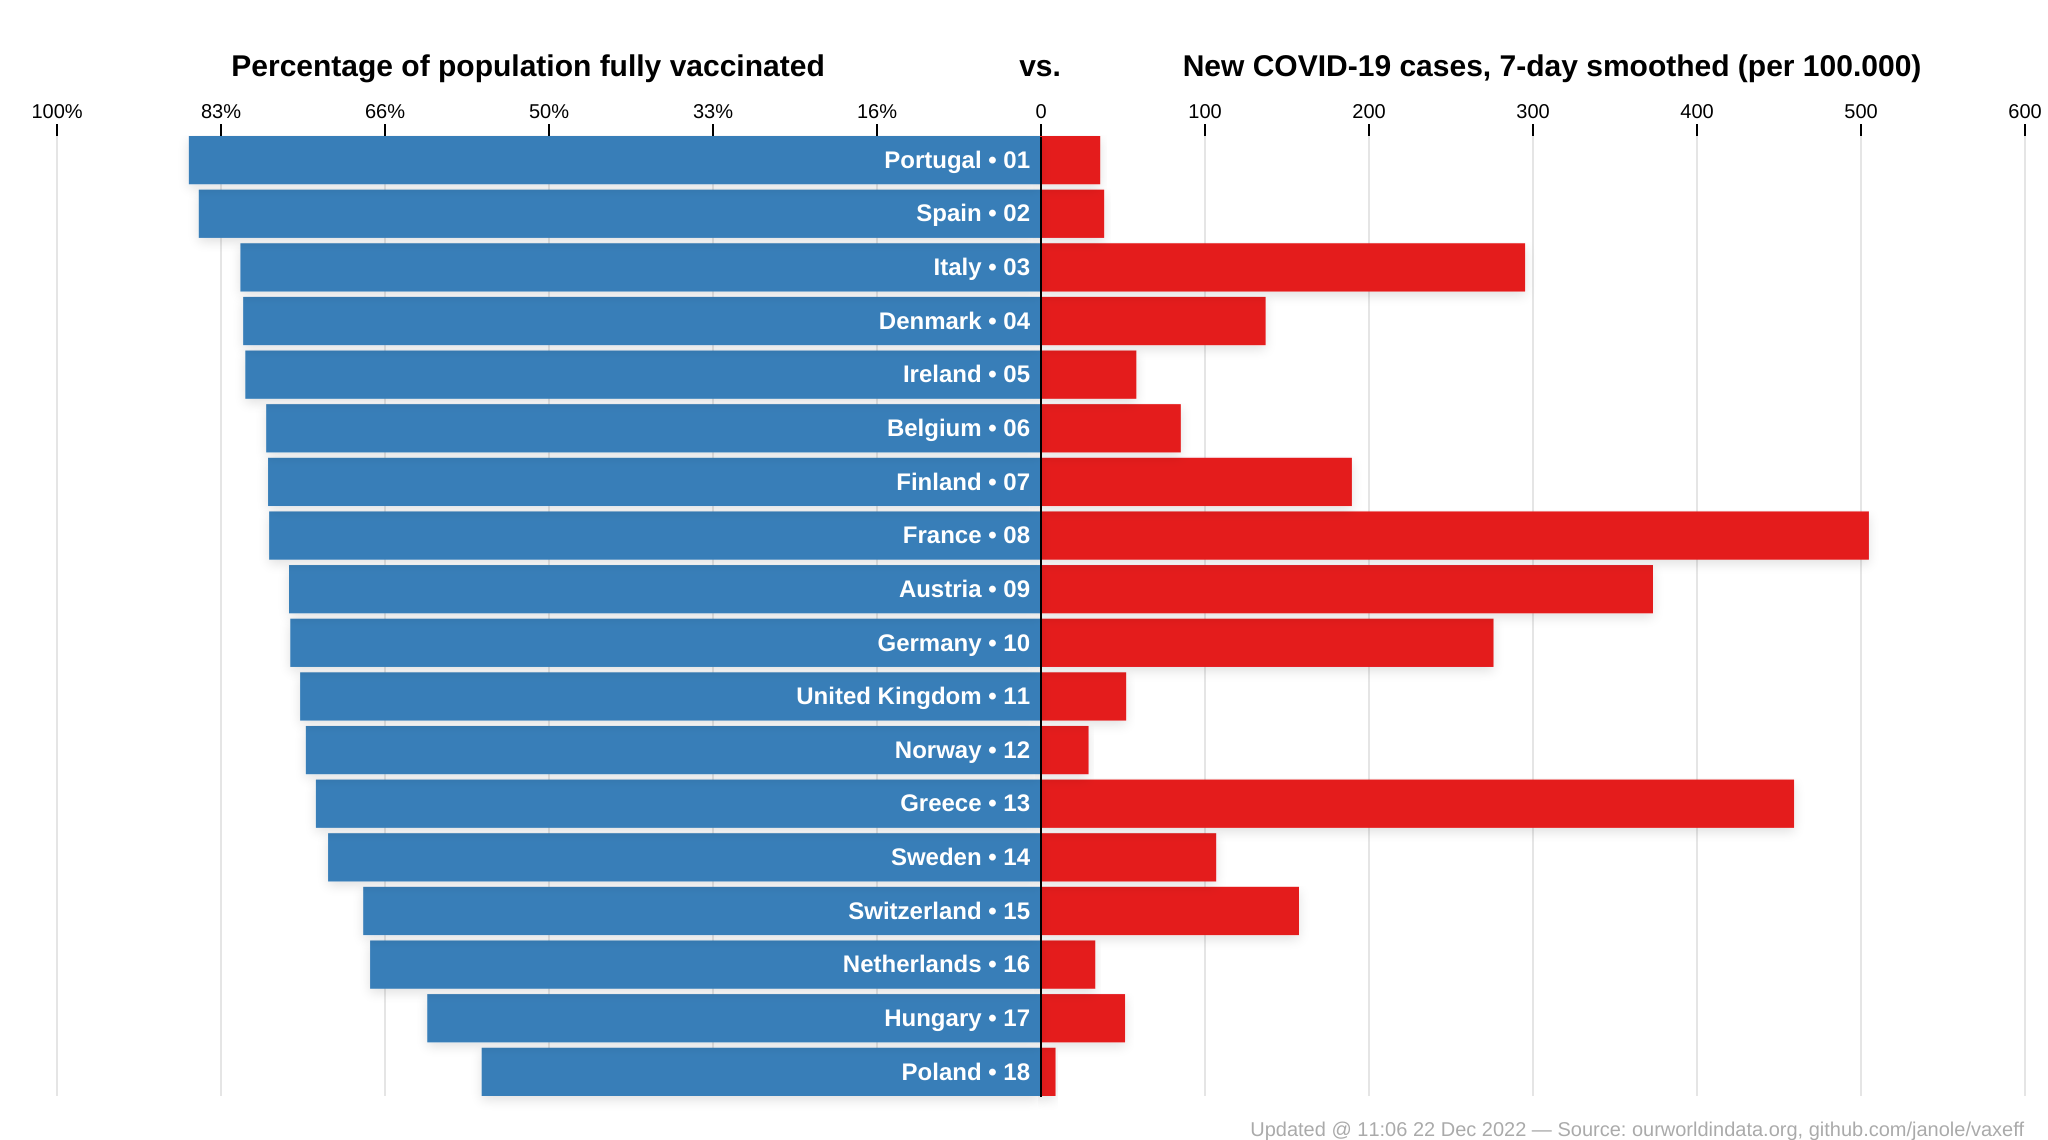 Percentage of population fully vaccinated vs. New COVID-19 cases, 7-day smoothed (per 100.000)
100% 83% 66% 50% 33% 16% 0 100 200 300 400 500 600
Portugal • 01
Spain • 02
Italy • 03
Denmark • 04
Ireland • 05
Belgium • 06
Finland • 07
France • 08
Austria • 09
Germany • 10
United Kingdom • 11
Norway • 12
Greece • 13
Sweden • 14
Switzerland • 15
Netherlands • 16
Hungary • 17
Poland • 18
Updated @ 11:06 22 Dec 2022 — Source: ourworldindata.org, github.com/janole/vaxeff